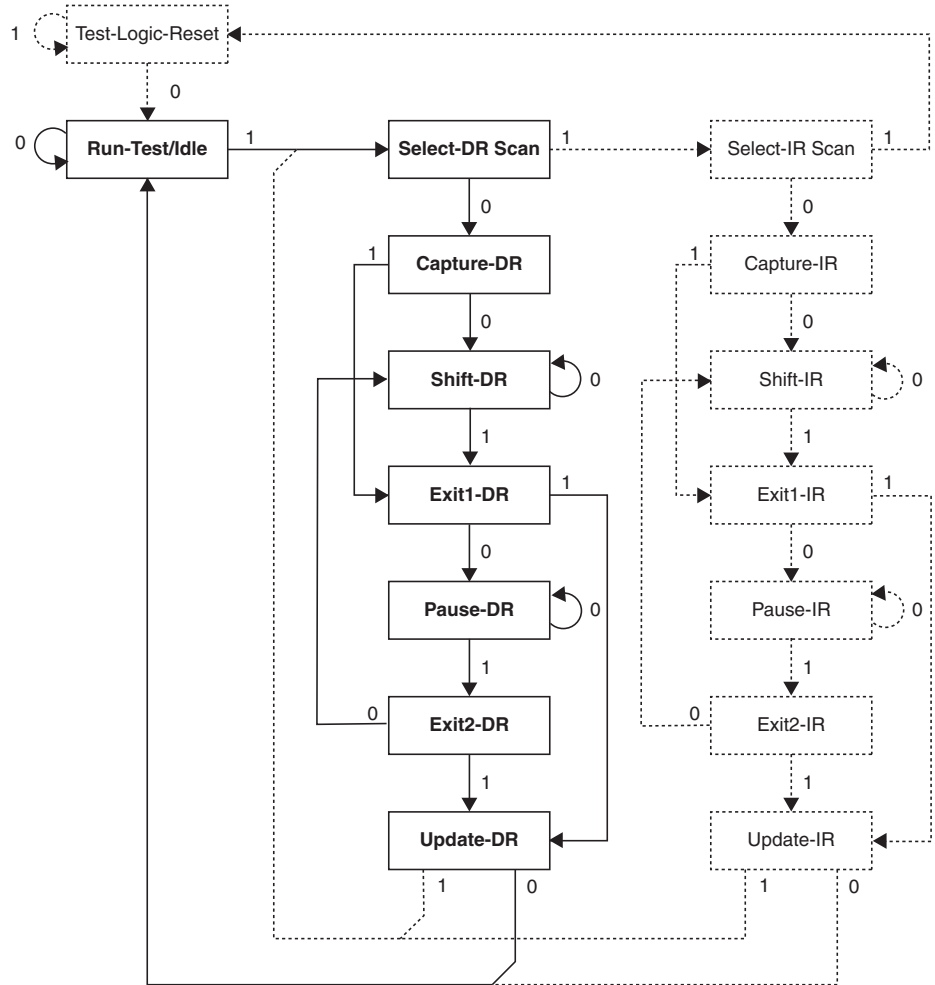 1
Test-Logic-Reset
0
0
Run-Test/Idle
1
Select-DR Scan
1
Select-IR Scan
1
0
0
1
Capture-DR
1
Capture-IR
0
0
Shift-DR
0
Shift-IR
0
1
1
Exit1-DR
1
Exit1-IR
1
0
0
Pause-DR
0
Pause-IR
0
1
1
0
Exit2-DR
0
Exit2-IR
1
1
Update-DR
Update-IR
1
0
1
0